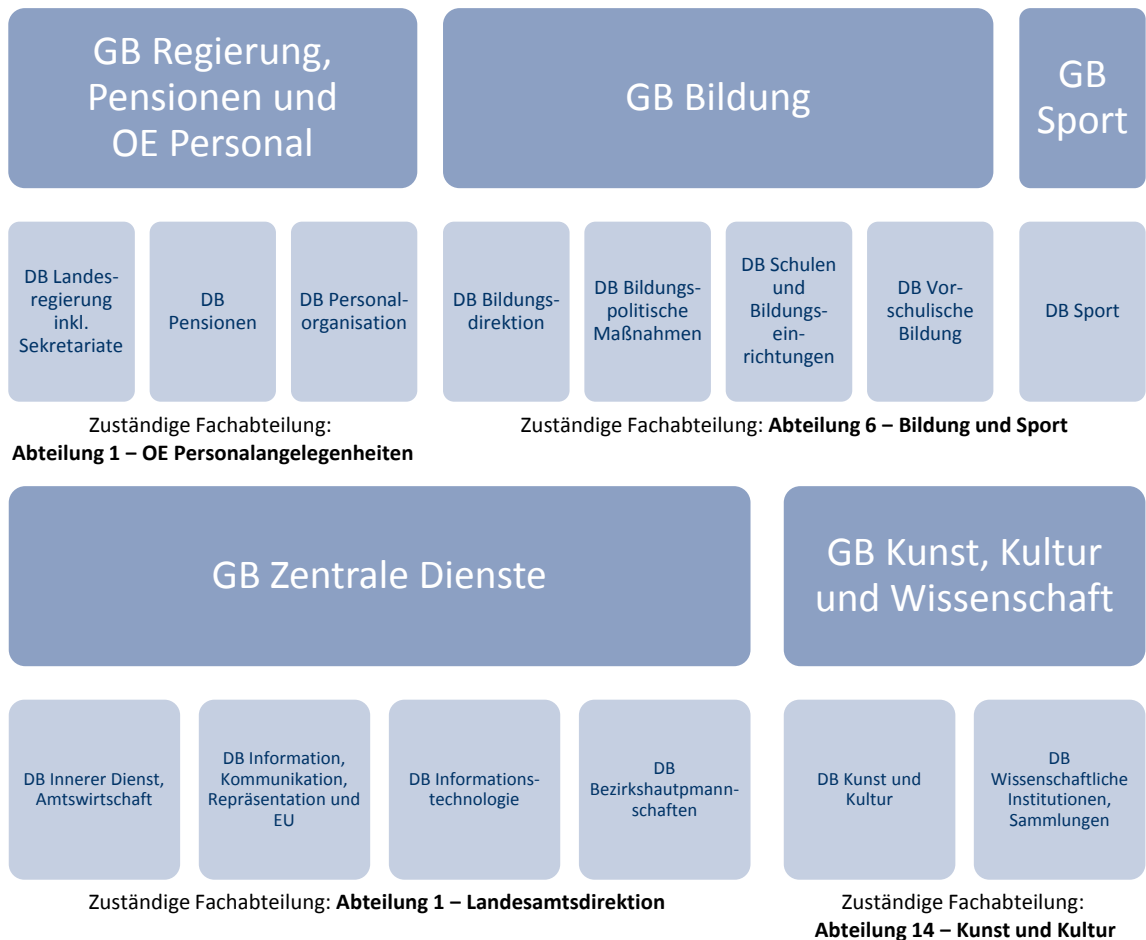 GB Regierung,
Pensionen und
OE Personal
GB Bildung
GB
Sport
DB Landes-
regierung
inkl.
Sekretariate
DB
Pensionen
DB Personal-
organisation
DB Bildungs-
direktion
DB Bildungs-
politische
Maßnahmen
DB Schulen
und
Bildungs-
ein-
richtungen
DB Vor-
schulische
Bildung
DB Sport
Zuständige Fachabteilung:
Abteilung 1 – OE Personalangelegenheiten
Zuständige Fachabteilung: Abteilung 6 – Bildung und Sport
GB Zentrale Dienste
GB Kunst, Kultur
und Wissenschaft
DB Innerer Dienst,
Amtswirtschaft
DB Information,
Kommunikation,
Repräsentation und
EU
DB Informations-
technologie
DB
Bezirkshautpmann-
schaften
DB Kunst und
Kultur
DB
Wissenschaftliche
Institutionen,
Sammlungen
Zuständige Fachabteilung: Abteilung 1 – Landesamtsdirektion
Zuständige Fachabteilung:
Abteilung 14 – Kunst und Kultur